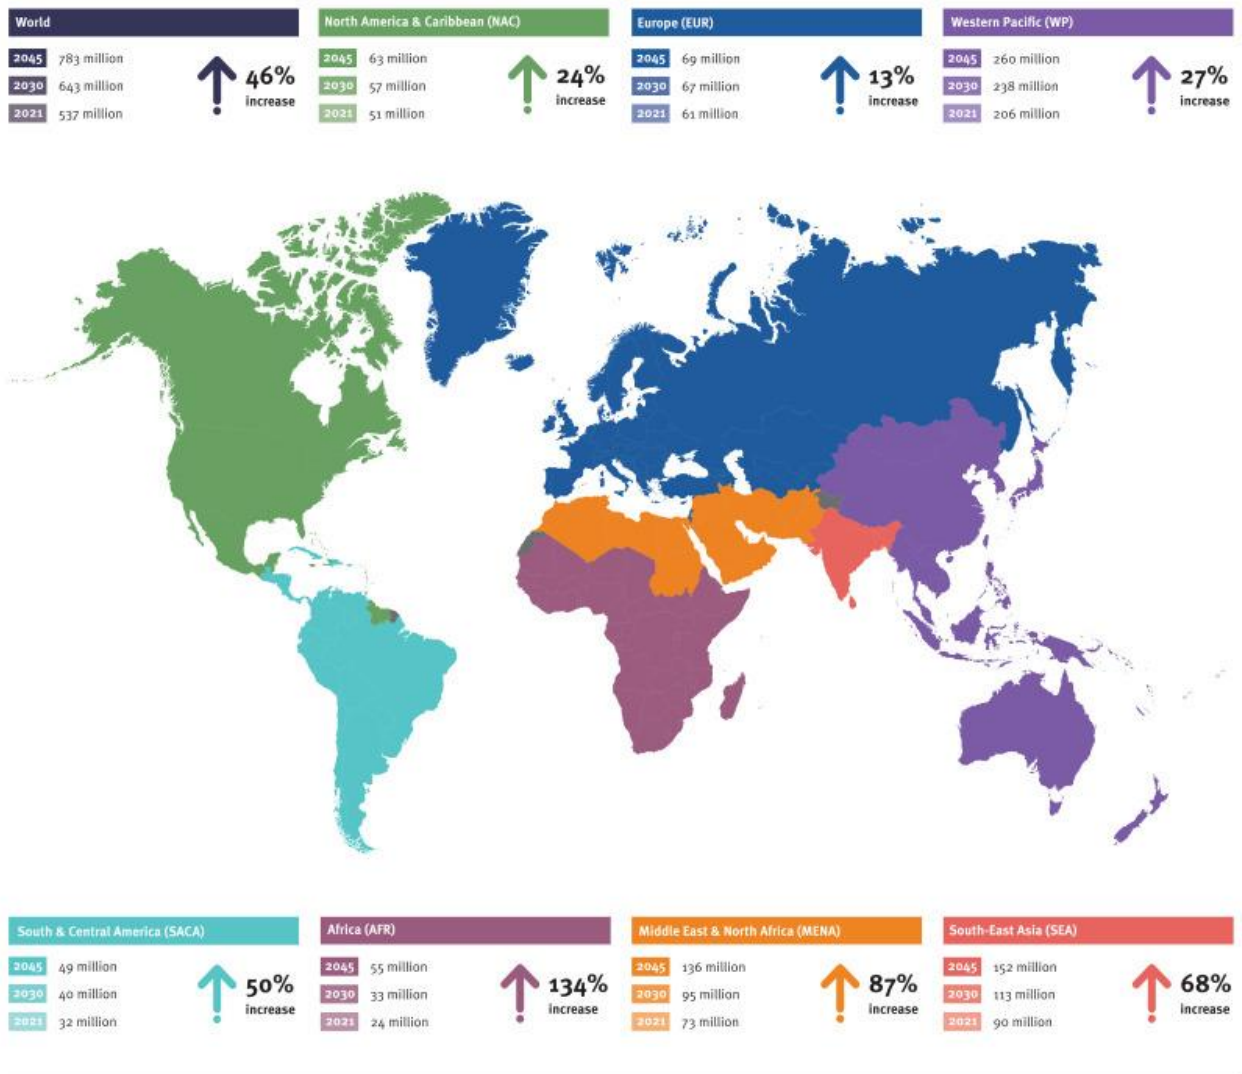 World
2045 783 million
2030 643 million
2021 537 million
46%
increase
North America & Caribbean (NAC)
2045 63 million
2030 57 million
2021 51 million
24%
increase
Europe (EUR)
2045 69 million
2030 67 million
2021 61 million
13%
increase
Western Pacific (WP)
2045 260 million
2030 238 million
2021 206 million
27%
increase
South & Central America (SACA)
2045 49 million
2030 40 million
2021 32 million
50%
increase
Africa (AFR)
2045 55 million
2030 33 million
2021 24 million
134%
increase
Middle East & North Africa (MENA)
2045 136 million
2030 95 million
2021 73 million
87%
increase
South-East Asia (SEA)
2045 152 million
2030 113 million
2021 90 million
68%
increase